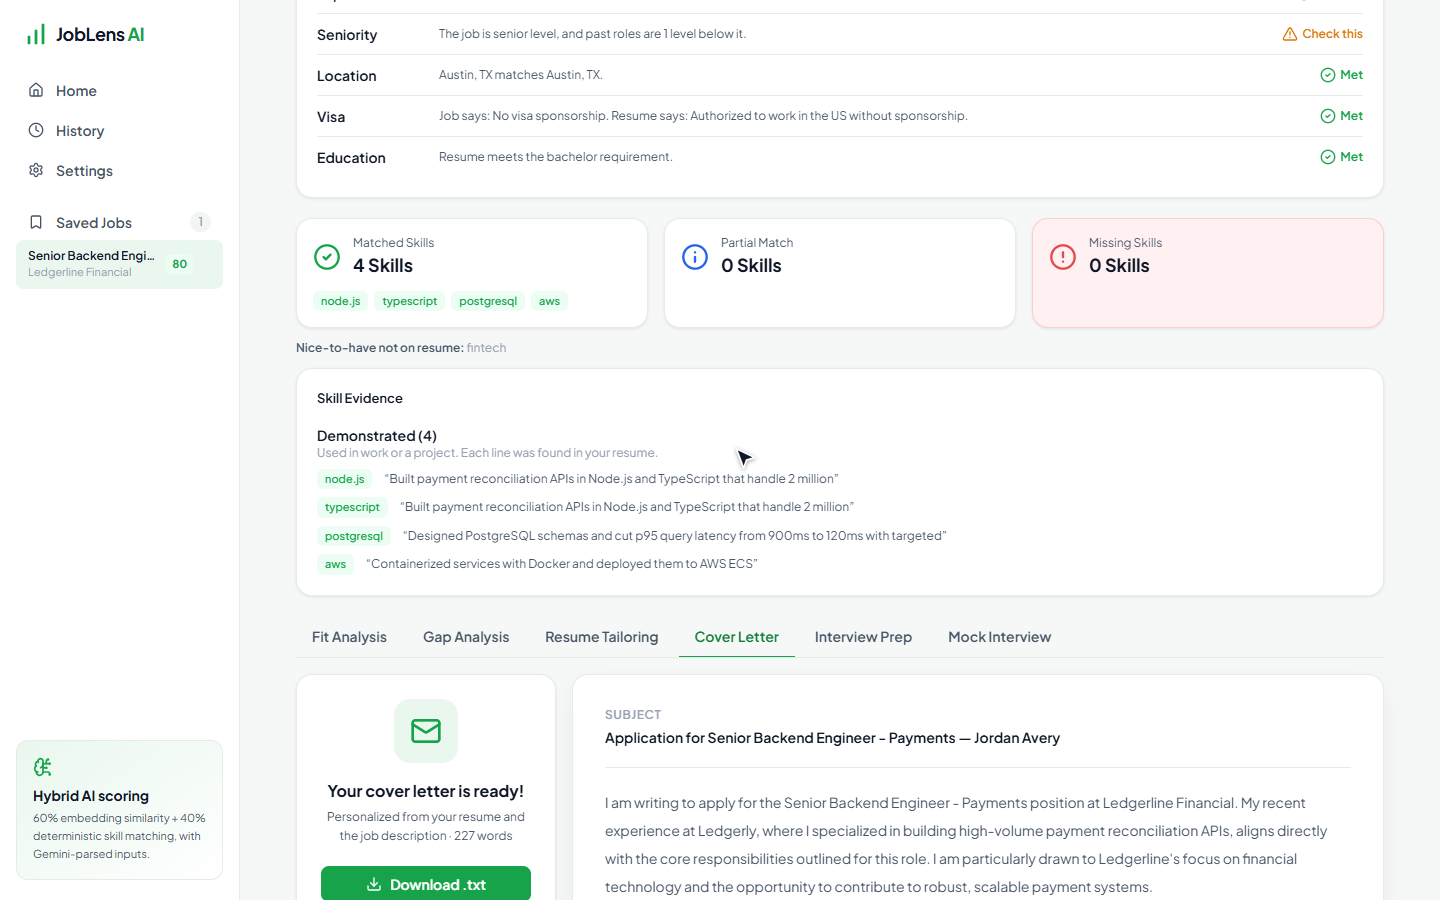 JobLens AI
Home
History
Settings
Saved Jobs 1
Senior Backend Engi...
Ledgerline Financial
80
Hybrid AI scoring
60% embedding similarity + 40%
deterministic skill matching, with
Gemini-parsed inputs.
Seniority The job is senior level, and past roles are 1 level below it. Check this
Location Austin, TX matches Austin, TX. Met
Visa Job says: No visa sponsorship. Resume says: Authorized to work in the US without sponsorship. Met
Education Resume meets the bachelor requirement. Met
Matched Skills
4 Skills
node.js typescript postgresql aws
Partial Match
0 Skills
Missing Skills
0 Skills
Nice-to-have not on resume: fintech
Skill Evidence
Demonstrated (4)
Used in work or a project. Each line was found in your resume.
node.js “Built payment reconciliation APIs in Node.js and TypeScript that handle 2 million”
typescript “Built payment reconciliation APIs in Node.js and TypeScript that handle 2 million”
postgresql “Designed PostgreSQL schemas and cut p95 query latency from 900ms to 120ms with targeted”
aws “Containerized services with Docker and deployed them to AWS ECS”
Fit Analysis Gap Analysis Resume Tailoring Cover Letter Interview Prep Mock Interview
Your cover letter is ready!
Personalized from your resume and
the job description · 227 words
Download .txt
SUBJECT
Application for Senior Backend Engineer - Payments — Jordan Avery
I am writing to apply for the Senior Backend Engineer - Payments position at Ledgerline Financial. My recent
experience at Ledgerly, where I specialized in building high-volume payment reconciliation APIs, aligns directly
with the core responsibilities outlined for this role. I am particularly drawn to Ledgerline's focus on financial
technology and the opportunity to contribute to robust, scalable payment systems.